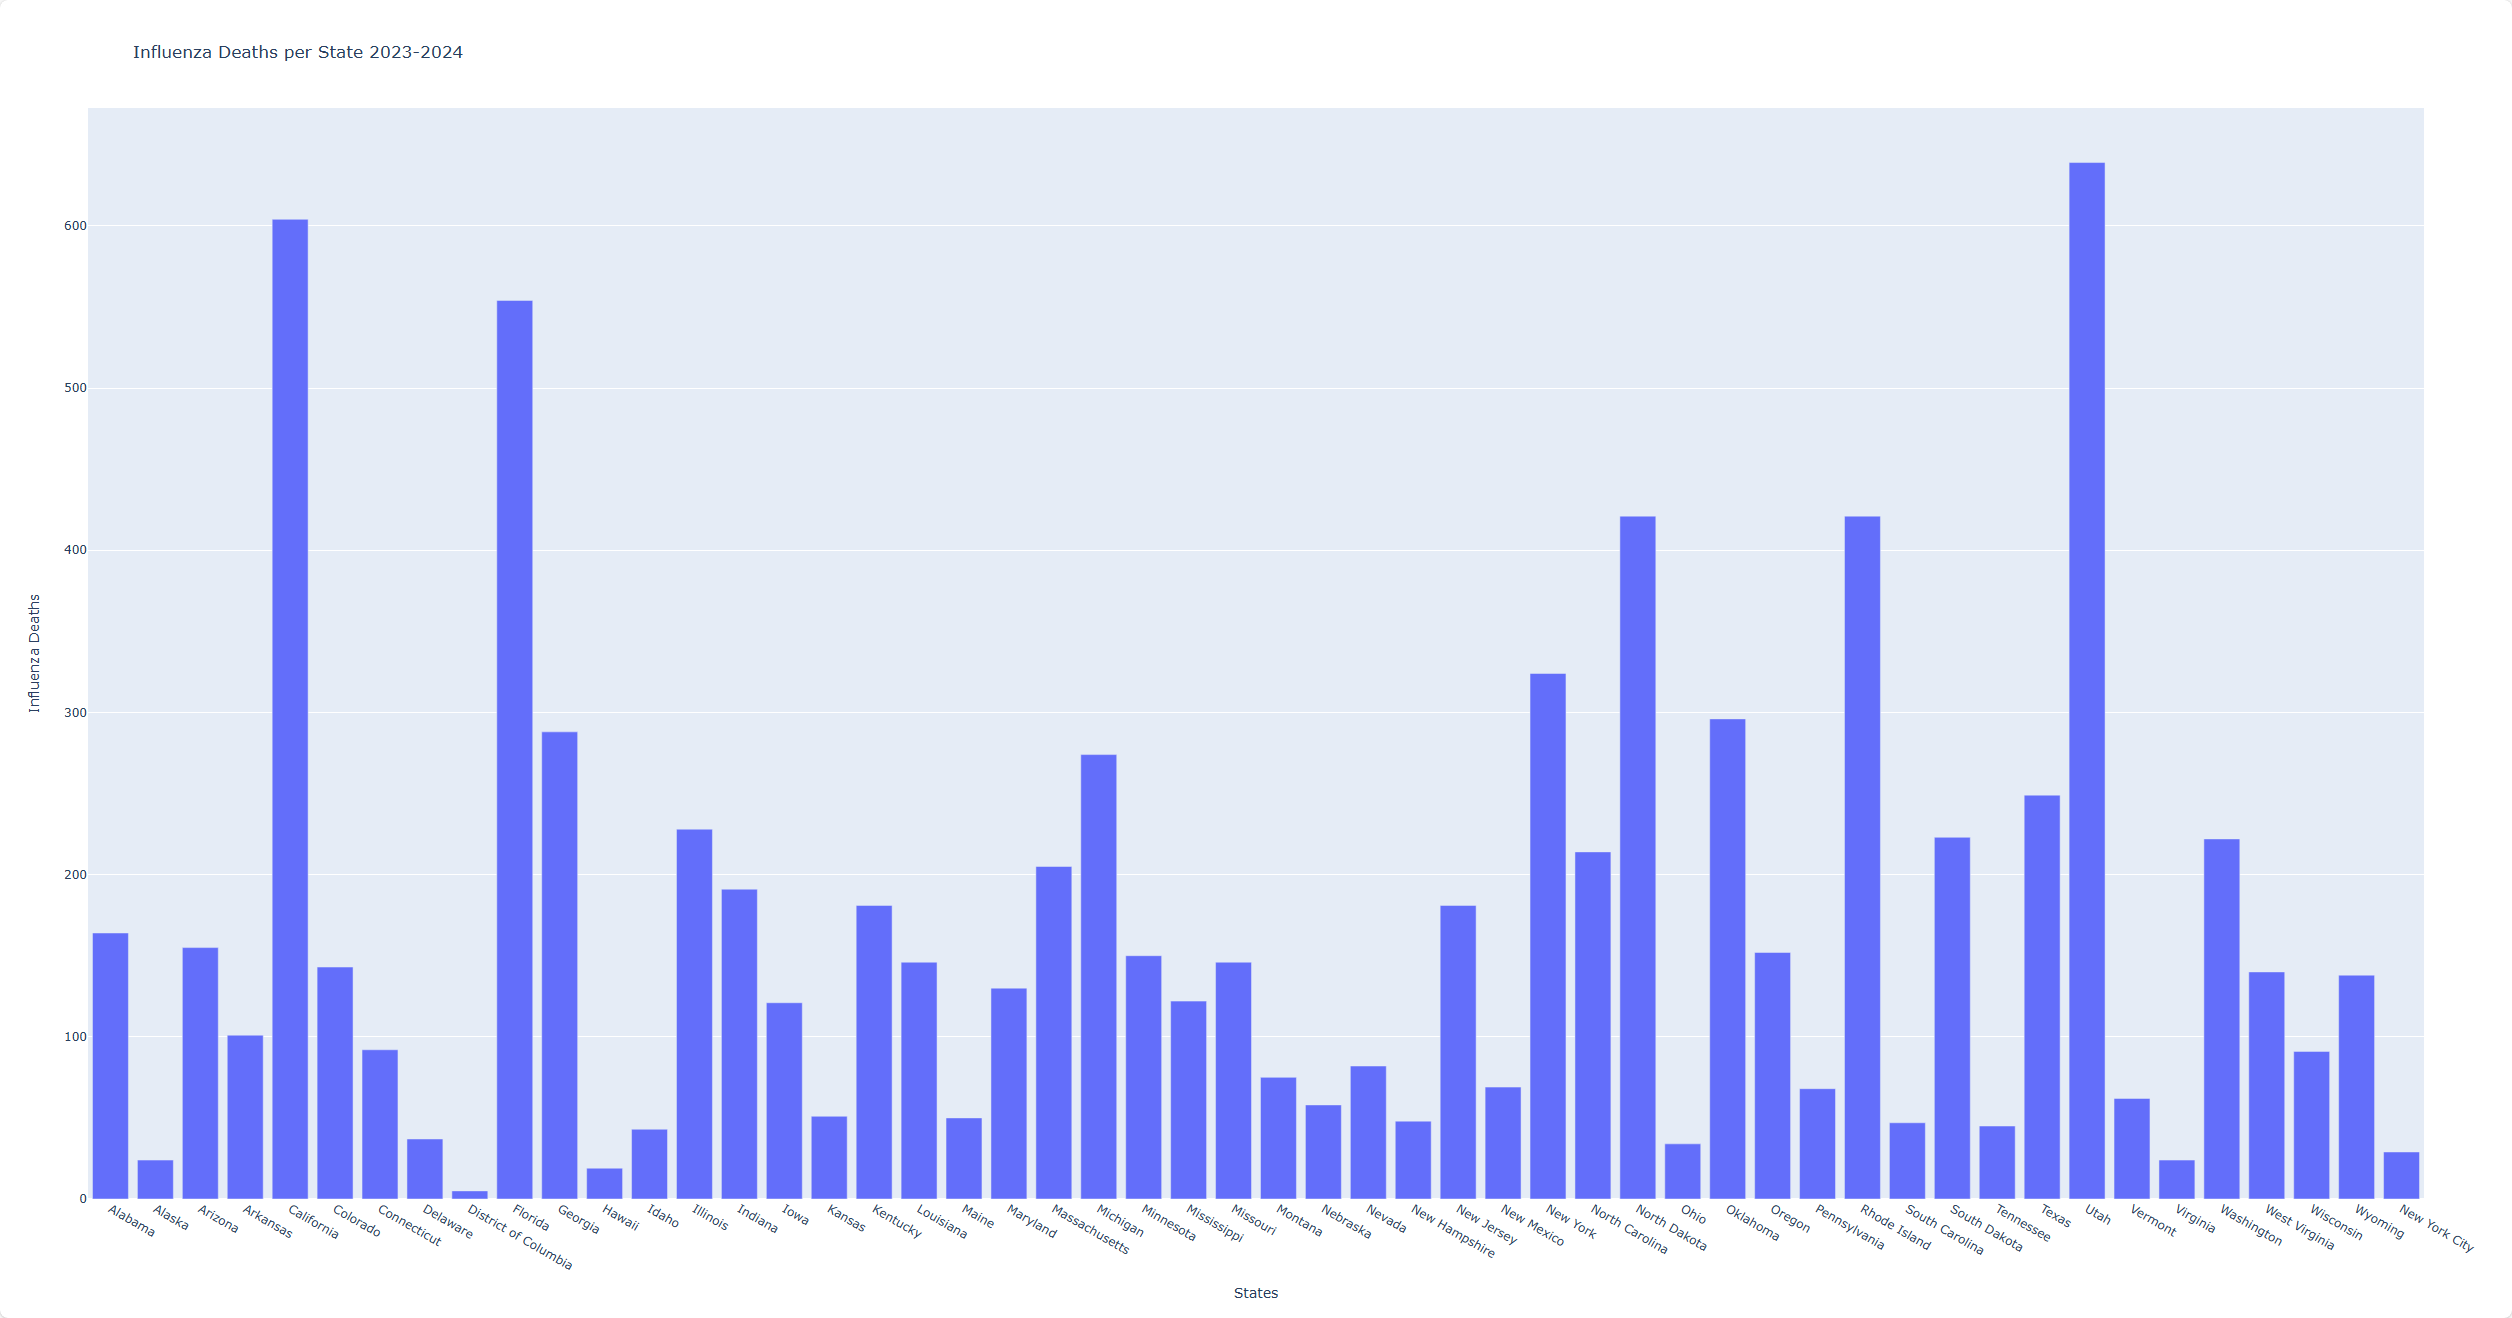 Influenza Deaths per State 2023-2024
600
500
400
300
200
100
0
Influenza Deaths
Alabama
Alaska
Arizona
Arkansas
California
Colorado
Connecticut
Delaware
District of Columbia
Florida
Georgia
Hawaii
Idaho
Illinois
Indiana
Iowa
Kansas
Kentucky
Louisiana
Maine
Maryland
Massachusetts
Michigan
Minnesota
Mississippi
Missouri
Montana
Nebraska
Nevada
New Hampshire
New Jersey
New Mexico
New York
North Carolina
North Dakota
Ohio
Oklahoma
Oregon
Pennsylvania
Rhode Island
South Carolina
South Dakota
Tennessee
Texas
Utah
Vermont
Virginia
Washington
West Virginia
Wisconsin
Wyoming
New York City
States